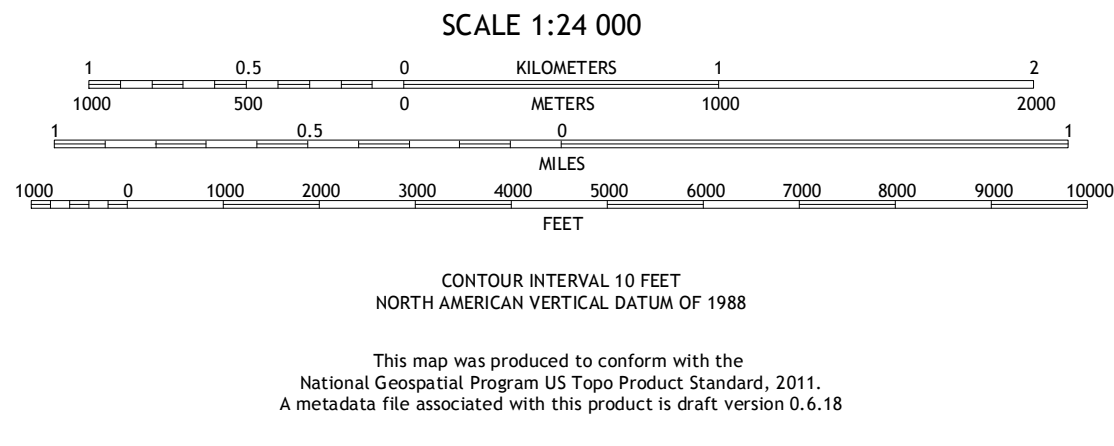 SCALE 1:24 000
1 0.5 0 KILOMETERS 1 2
1000 500 0 METERS 1000 2000
1 0.5 0 1
MILES
1000 0 1000 2000 3000 4000 5000 6000 7000 8000 9000 10000
FEET
CONTOUR INTERVAL 10 FEET
NORTH AMERICAN VERTICAL DATUM OF 1988
This map was produced to conform with the
National Geospatial Program US Topo Product Standard, 2011.
A metadata file associated with this product is draft version 0.6.18